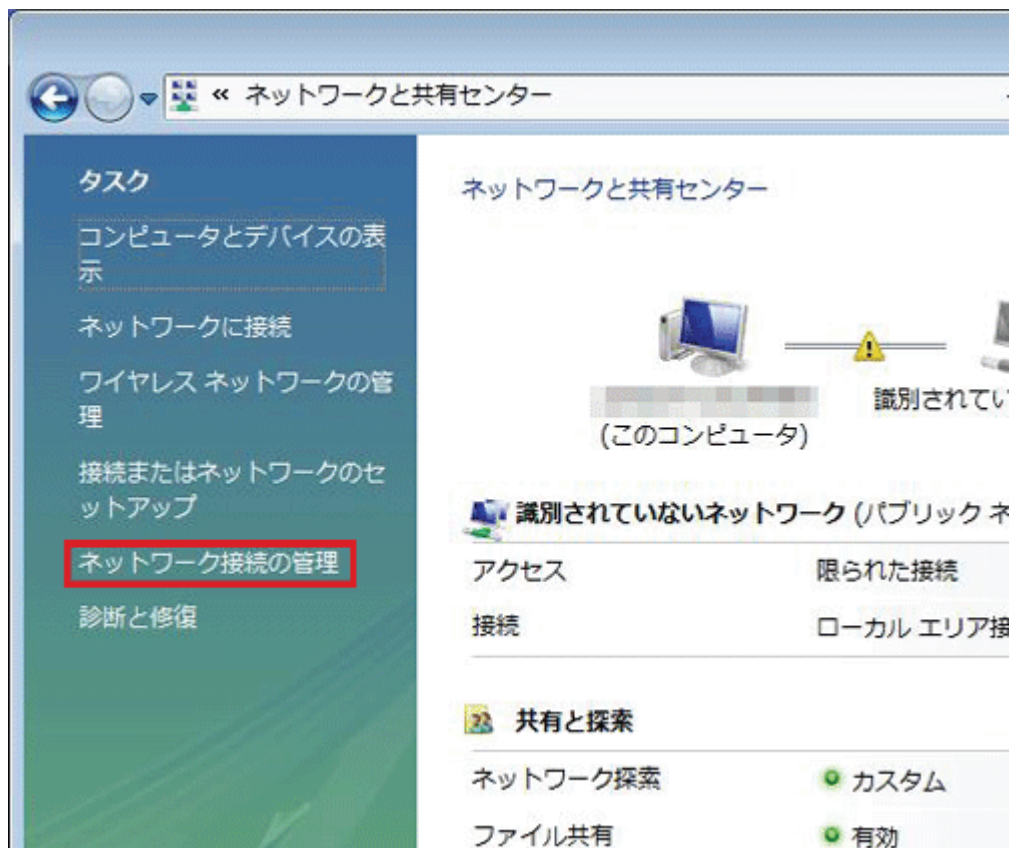 « ネットワークと共有センター
タスク
コンピュータとデバイスの表
示
ネットワークに接続
ワイヤレス ネットワークの管
理
接続またはネットワークのセ
ットアップ
ネットワーク接続の管理
診断と修復
ネットワークと共有センター
識別されてい
(このコンピュータ)
識別されていないネットワーク (パブリック ネ
アクセス 限られた接続
接続 ローカル エリア接
共有と探索
ネットワーク探索 カスタム
ファイル共有 有効